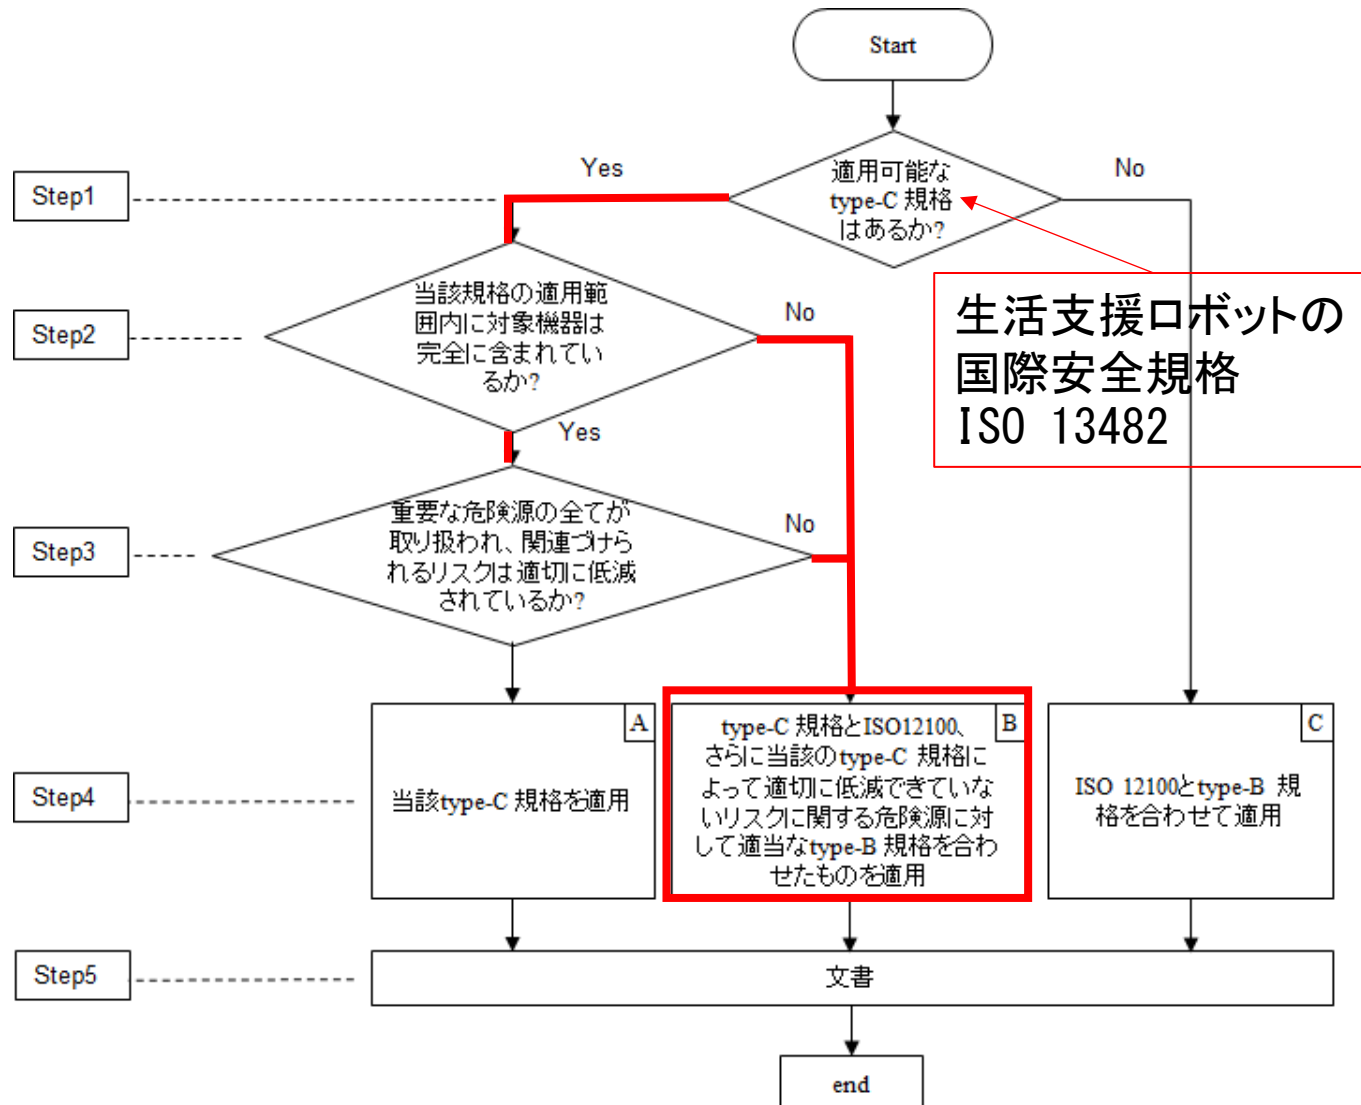 Start
Step1
Yes
適用可能な
type-C 規格
はあるか?
No
生活支援ロボットの
国際安全規格
ISO 13482
Step2
当該規格の適用範
囲内に対象機器は
完全に含まれてい
るか?
No
Yes
Step3
重要な危険源の全てが
取り扱われ、関連づけら
れるリスクは適切に低減
されているか?
No
Step4
A
当該type-C 規格を適用
B
type-C 規格とISO12100、
さらに当該のtype-C 規格に
よって適切に低減できていな
いリスクに関する危険源に対
して適当なtype-B 規格を合わ
せたものを適用
C
ISO 12100とtype-B 規
格を合わせて適用
Step5
文書
end